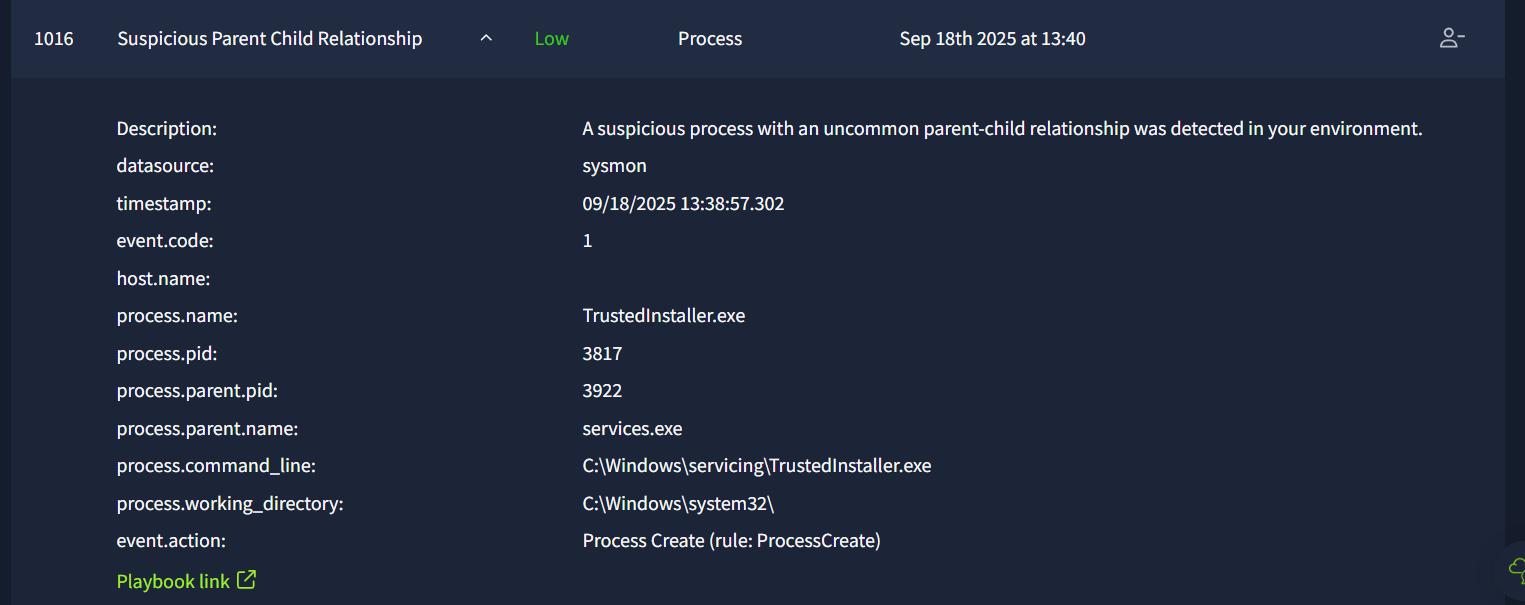 1016 Suspicious Parent Child Relationship Low Process Sep 18th 2025 at 13:40
Description: A suspicious process with an uncommon parent-child relationship was detected in your environment.
datasource: sysmon
timestamp: 09/18/2025 13:38:57.302
event.code: 1
host.name:
process.name: TrustedInstaller.exe
process.pid: 3817
process.parent.pid: 3922
process.parent.name: services.exe
process.command_line: C:\Windows\servicing\TrustedInstaller.exe
process.working_directory: C:\Windows\system32\
event.action: Process Create (rule: ProcessCreate)
Playbook link